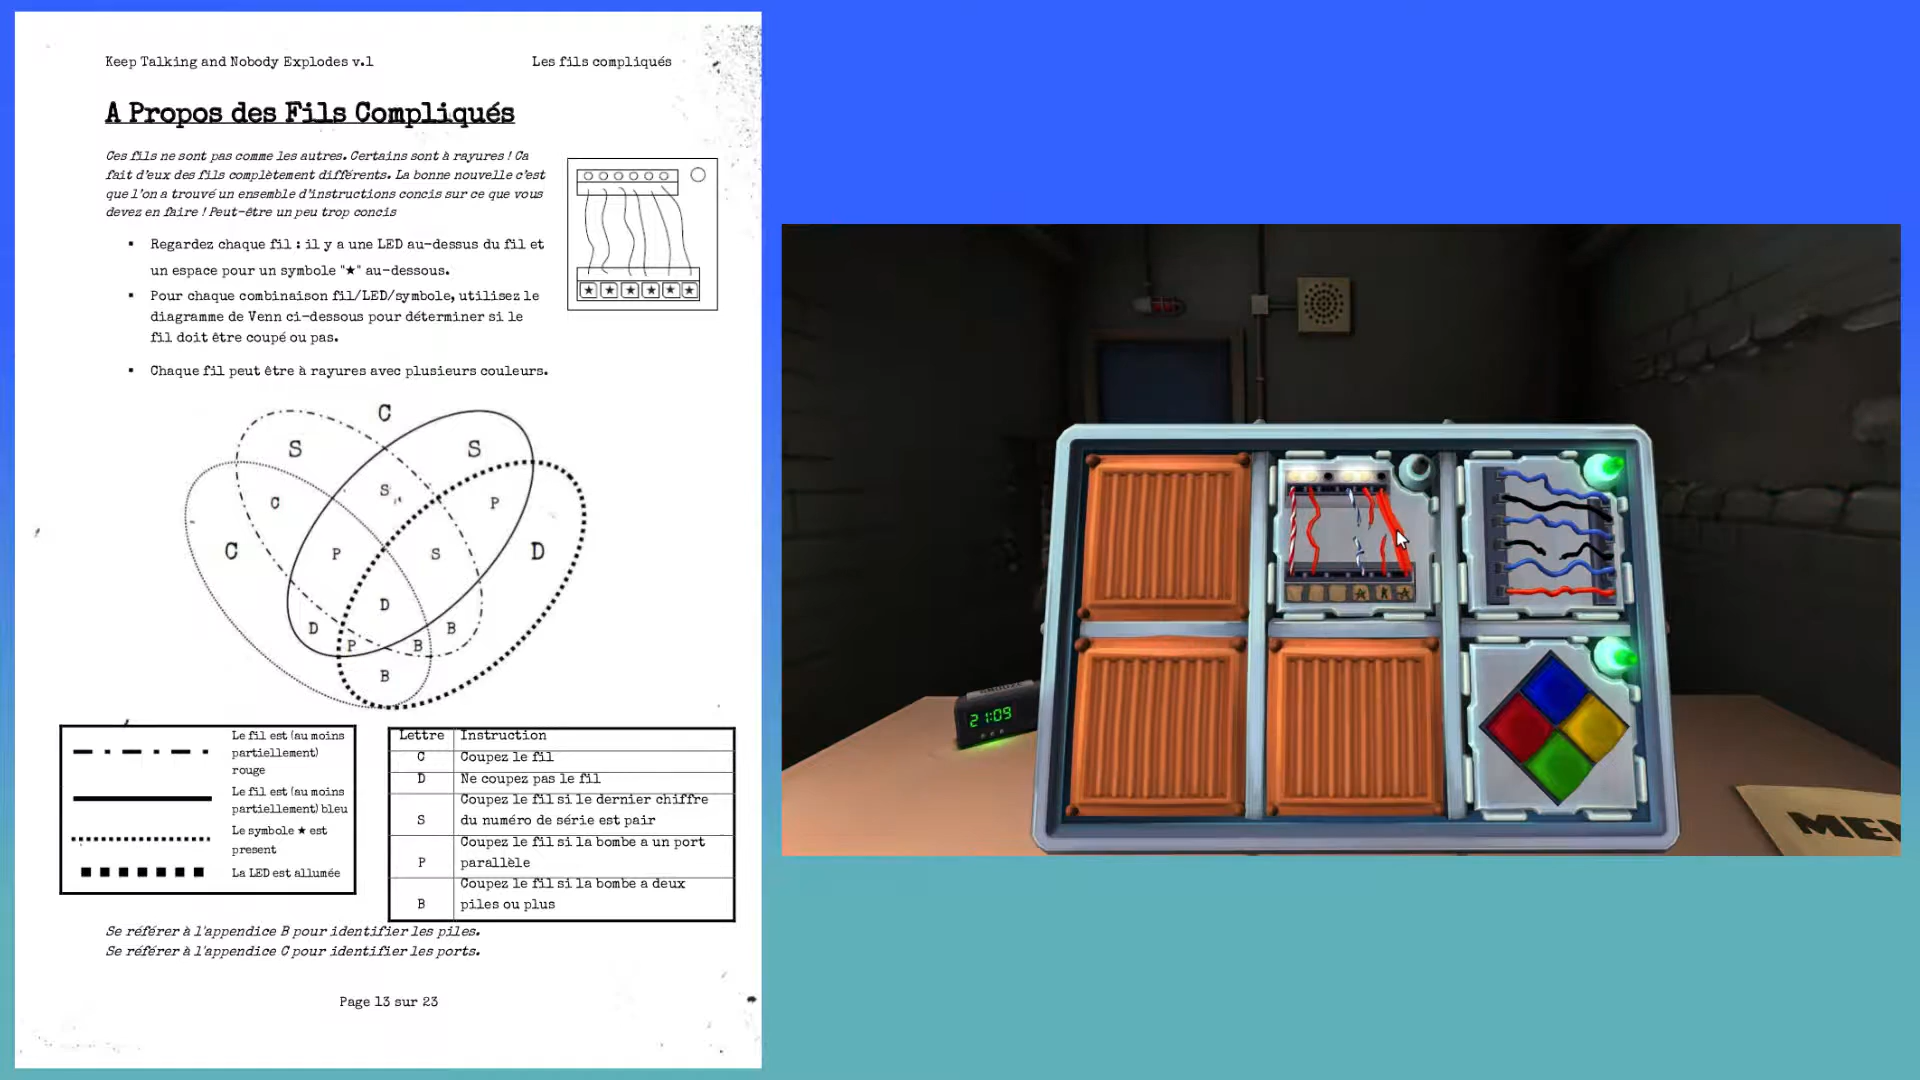 Keep Talking and Nobody Explodes v.1
Les fils compliqués
A Propos des Fils Compliqués
Ces fils ne sont pas comme les autres. Certains sont à rayures ! Ca
fait d'eux des fils complètement différents. La bonne nouvelle c'est
que l'on a trouvé un ensemble d'instructions concis sur ce que vous
devez en faire ! Peut-être un peu trop concis
▪ Regardez chaque fil : il y a une LED au-dessus du fil et
un espace pour un symbole "★" au-dessous.
▪ Pour chaque combinaison fil/LED/symbole, utilisez le
diagramme de Venn ci-dessous pour déterminer si le
fil doit être coupé ou pas.
▪ Chaque fil peut être à rayures avec plusieurs couleurs.
C
S S
S
C P
C P S D
D
D B
P B
B
Le fil est (au moins
partiellement)
rouge
Le fil est (au moins
partiellement) bleu
Le symbole ★ est
present
La LED est allumée
Lettre Instruction
C Coupez le fil
D Ne coupez pas le fil
S Coupez le fil si le dernier chiffre
du numéro de série est pair
P Coupez le fil si la bombe a un port
parallèle
B Coupez le fil si la bombe a deux
piles ou plus
Se référer à l'appendice B pour identifier les piles.
Se référer à l'appendice C pour identifier les ports.
Page 13 sur 23
21:09